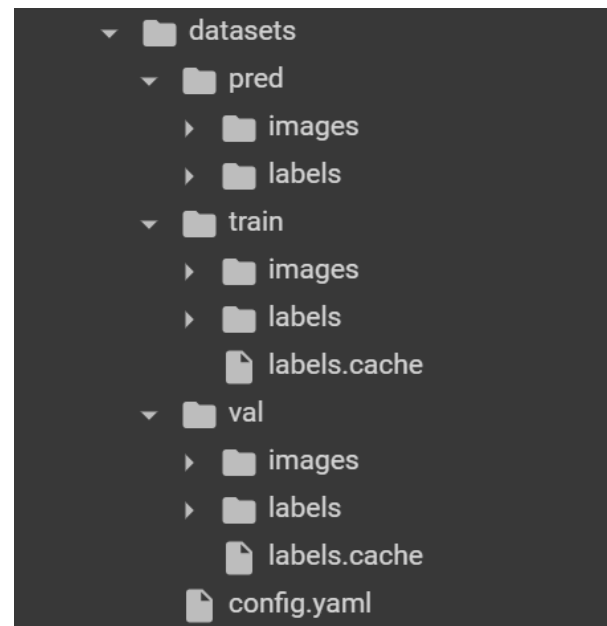 datasets
pred
images
labels
train
images
labels
labels.cache
val
images
labels
labels.cache
config.yaml